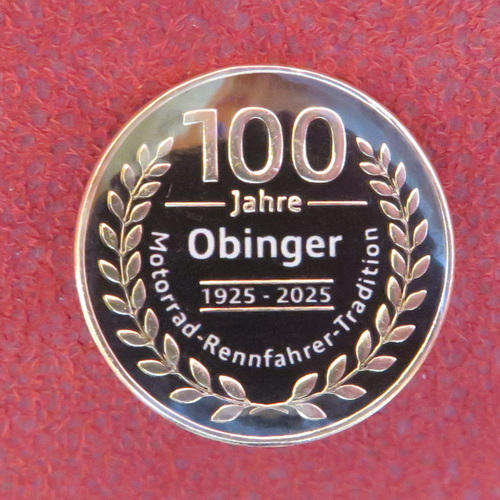 100
Jahre
Obinger
1925 - 2025
Motorrad-Rennfahrer-Tradition